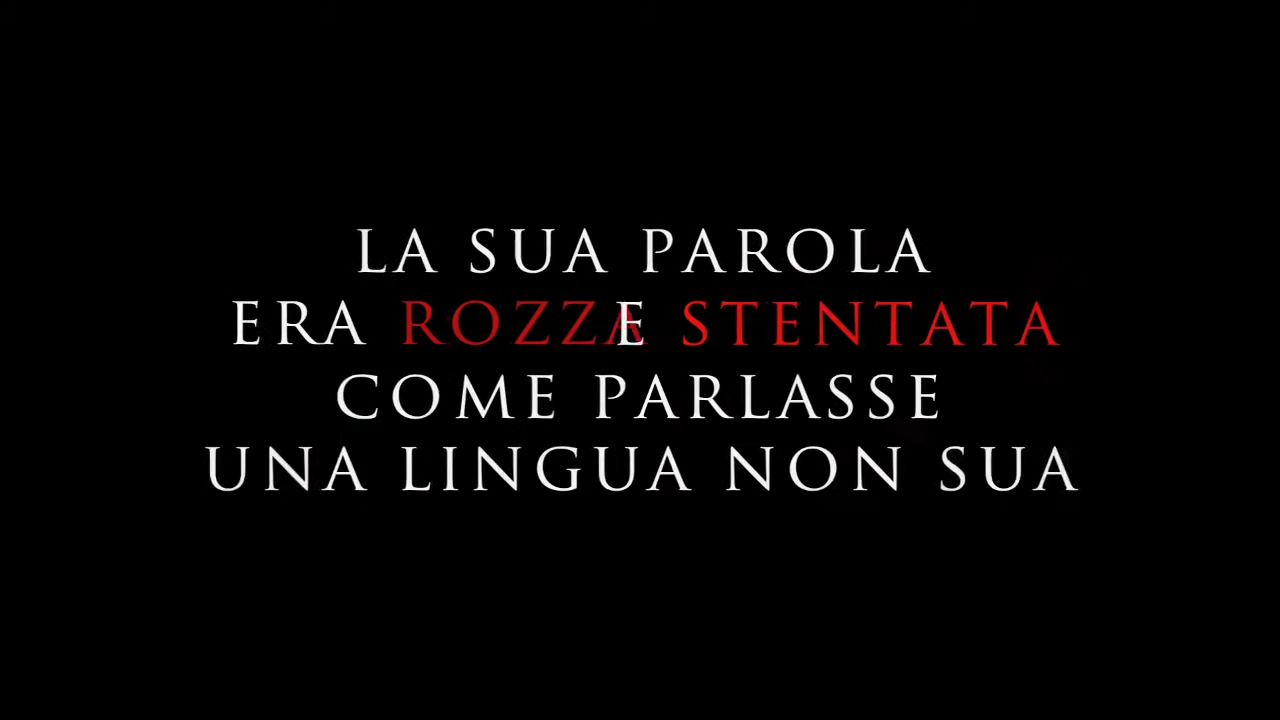 LA SUA PAROLA
ERA ROZZA E STENTATA
COME PARLASSE
UNA LINGUA NON SUA